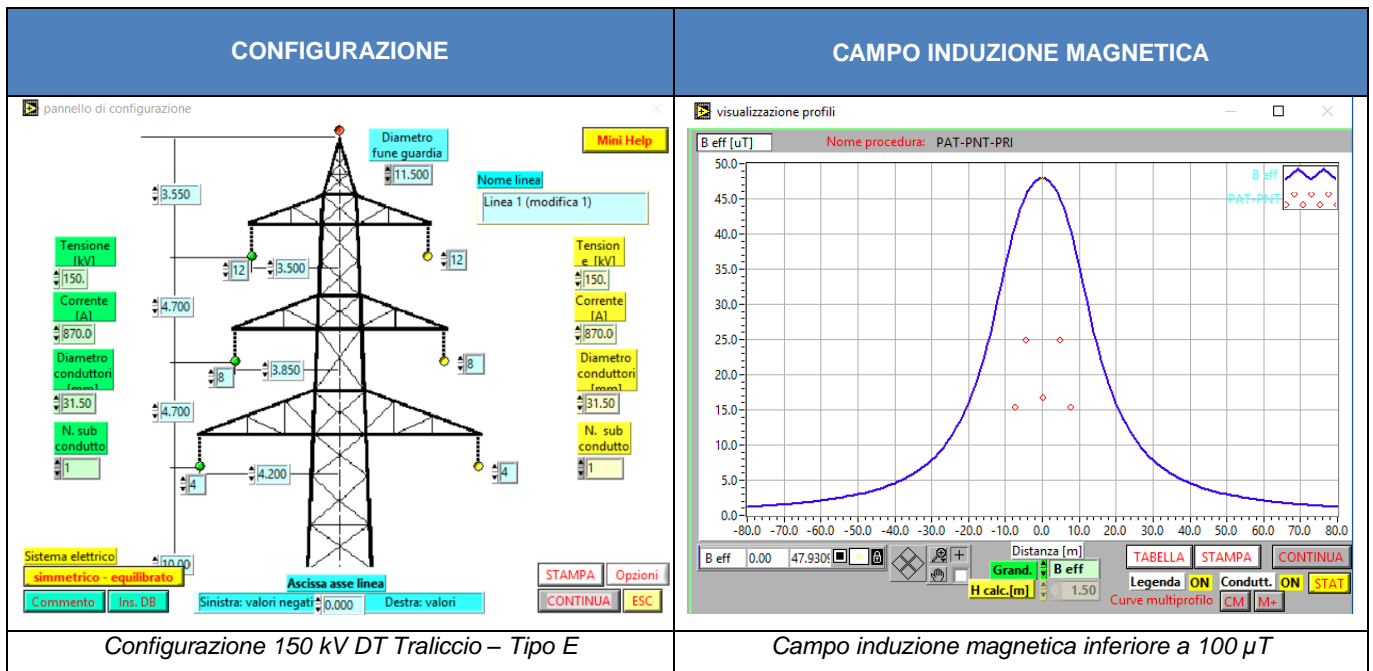 CONFIGURAZIONE
CAMPO INDUZIONE MAGNETICA
pannello di configurazione
Diametro
fune guardia
11.500
Mini Help
Nome linea
Linea 1 (modifica 1)
3.550
Tensione
[kV]
150.
12
3.500
12
Tension
e [kV]
150.
Corrente
[A]
870.0
4.700
Corrente
[A]
870.0
Diametro
conduttori
[mm]
31.50
8
3.850
8
Diametro
conduttori
[mm]
31.50
4.700
N. sub
condutto
1
4
4.200
4
N. sub
condutto
1
Sistema elettrico
10.00
simmetrico - equilibrato
Commento
Ins. DB
Ascissa asse linea
Sinistra: valori negati
0.000
Destra: valori
STAMPA
Opzioni
CONTINUA
ESC
visualizzazione profili
B eff [uT]
Nome procedura: PAT-PNT-PRI
B eff
PAT-PNT
50.0
45.0
40.0
35.0
30.0
25.0
20.0
15.0
10.0
5.0
0.0
-80.0 -70.0 -60.0 -50.0 -40.0 -30.0 -20.0 -10.0 0.0 10.0 20.0 30.0 40.0 50.0 60.0 70.0 80.0
B eff 0.00 47.930
Distanza [m]
Grand. B eff
H calc.[m] 1.50
TABELLA
STAMPA
CONTINUA
Legenda ON Condutt. ON STAT
Curve multiprofilo CM M+
Configurazione 150 kV DT Traliccio – Tipo E
Campo induzione magnetica inferiore a 100 µT